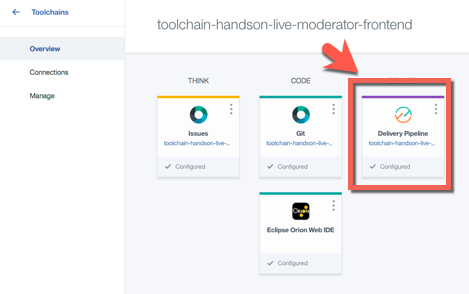 ← Toolchains
toolchain-handson-live-moderator-frontend
Overview
Connections
Manage
THINK
CODE
Issues
toolchain-handson-live-...
Configured
Git
toolchain-handson-live-...
Configured
Delivery Pipeline
toolchain-handson-live-...
Configured
Eclipse Orion Web IDE
Configured